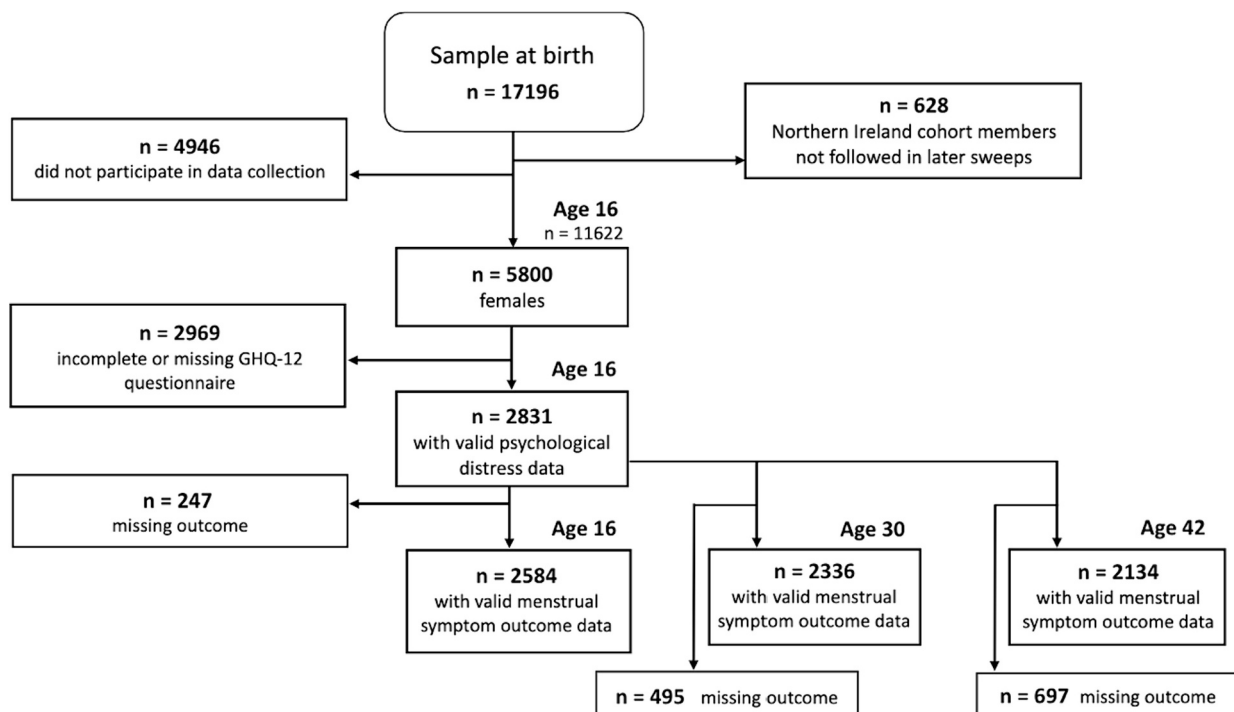 Sample at birth
n = 17196
n = 628
Northern Ireland cohort members
not followed in later sweeps
n = 4946
did not participate in data collection
Age 16
n = 11622
n = 5800
females
n = 2969
incomplete or missing GHQ-12
questionnaire
Age 16
n = 2831
with valid psychological
distress data
n = 247
missing outcome
Age 16
n = 2584
with valid menstrual
symptom outcome data
Age 30
n = 2336
with valid menstrual
symptom outcome data
Age 42
n = 2134
with valid menstrual
symptom outcome data
n = 495 missing outcome
n = 697 missing outcome